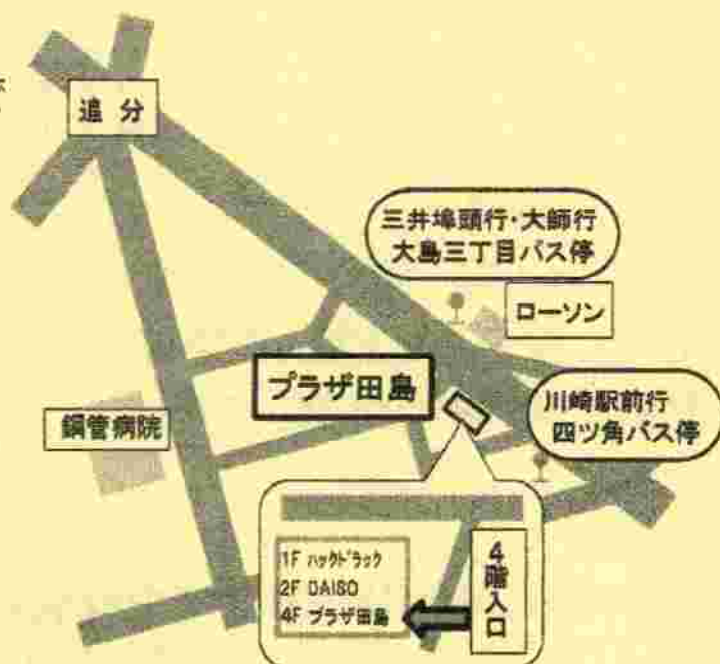 追分
三井埠頭行・大師行
大島三丁目バス停
ローソン
プラザ田島
川崎駅前行
四ツ角バス停
鋼管病院
1F ハックドラック
2F DAISO
4F プラザ田島
4階入口